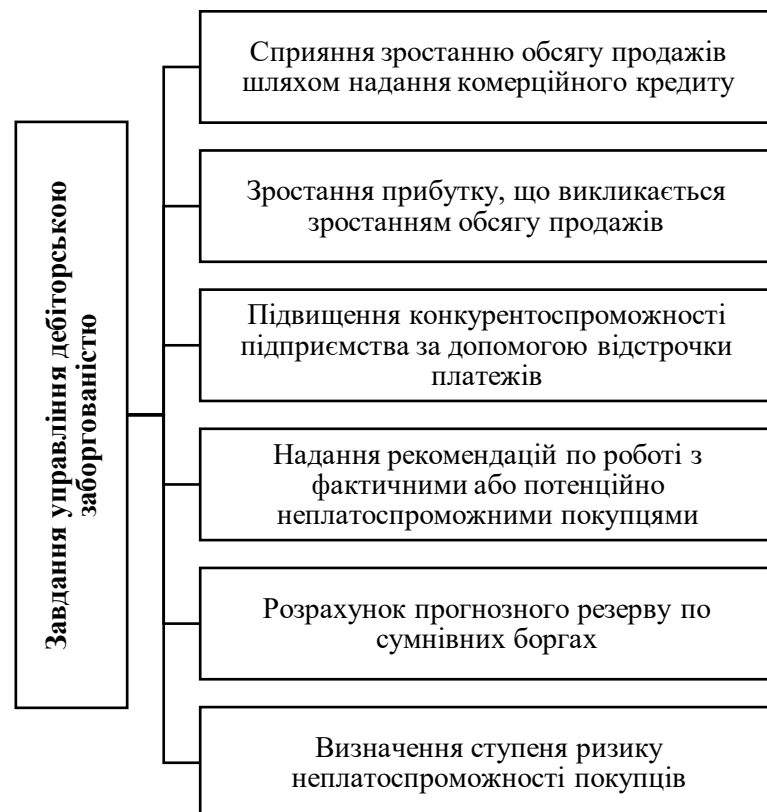 Завдання управління дебіторською
заборгованістю
Сприяння зростанню обсягу продажів
шляхом надання комерційного кредиту
Зростання прибутку, що викликається
зростанням обсягу продажів
Підвищення конкурентоспроможності
підприємства за допомогою відстрочки
платежів
Надання рекомендацій по роботі з
фактичними або потенційно
неплатоспроможними покупцями
Розрахунок прогнозного резерву по
сумнівних боргах
Визначення ступеня ризику
неплатоспроможності покупців